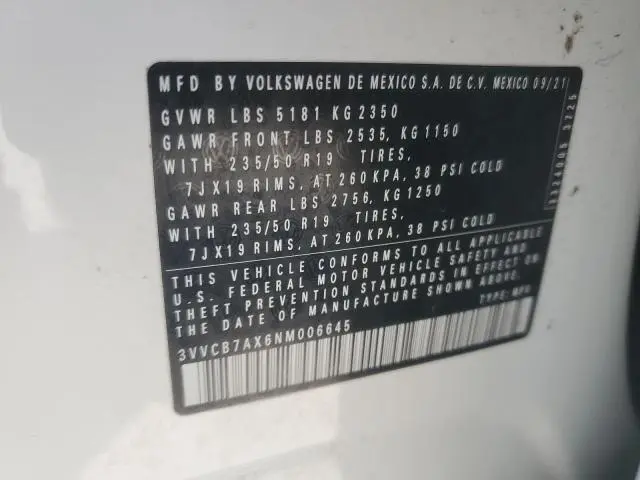 MFD BY VOLKSWAGEN DE MEXICO S.A. DE C.V. MEXICO 09/21
GVWR LBS 5181 KG 2350
GAWR FRONT LBS 2535, KG 1150
WITH 235/50 R19 TIRES,
7JX19 RIMS, AT 260 KPA, 38 PSI COLD
GAWR REAR LBS 2756, KG 1250
WITH 235/50 R19 TIRES,
7JX19 RIMS, AT 260 KPA, 38 PSI COLD
THIS VEHICLE CONFORMS TO ALL APPLICABLE
U.S. FEDERAL MOTOR VEHICLE SAFETY AND
THEFT PREVENTION STANDARDS IN EFFECT ON
THE DATE OF MANUFACTURE SHOWN ABOVE.
TYPE: MPV
3VVCB7AX6NM006645
3725